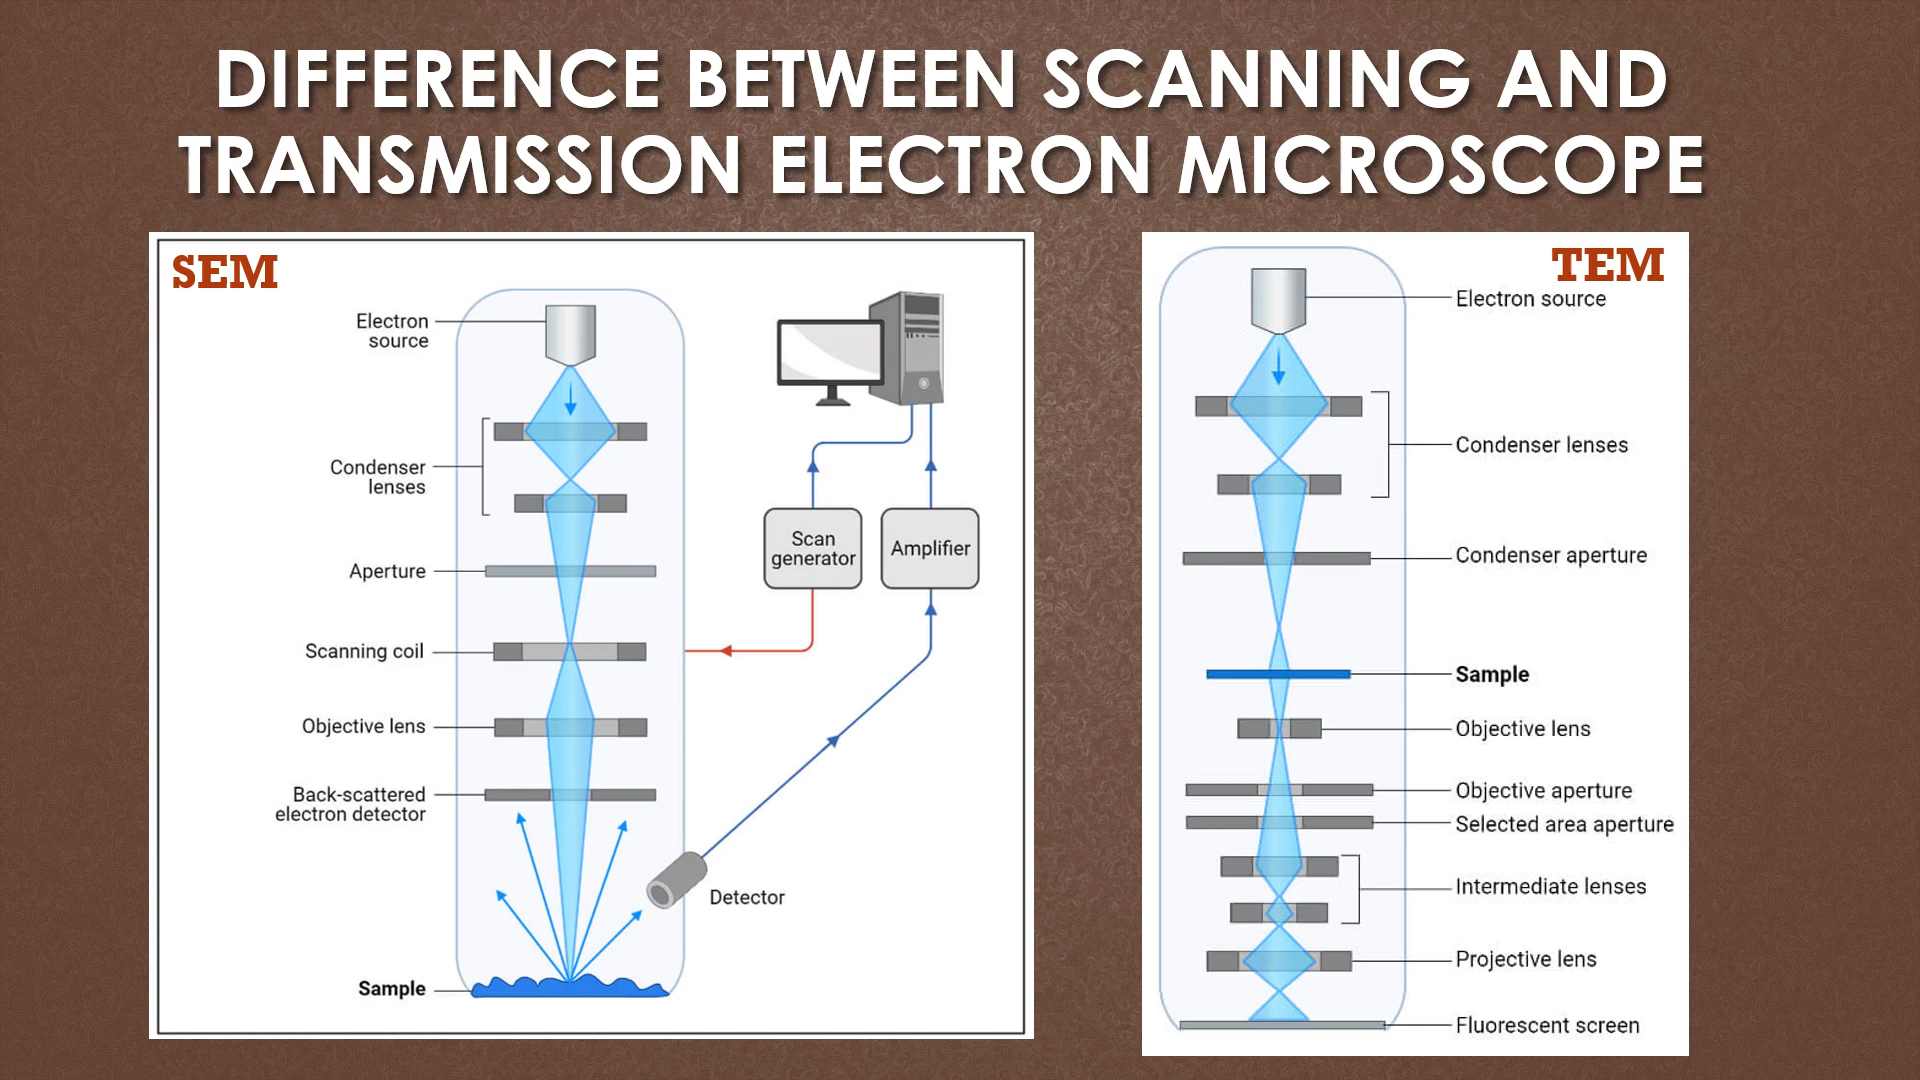 DIFFERENCE BETWEEN SCANNING AND
TRANSMISSION ELECTRON MICROSCOPE
SEM
Electron
source
Condenser
lenses
Aperture
Scanning coil
Objective lens
Back-scattered
electron detector
Sample
Scan
generator
Amplifier
Detector
TEM
Electron source
Condenser lenses
Condenser aperture
Sample
Objective lens
Objective aperture
Selected area aperture
Intermediate lenses
Projective lens
Fluorescent screen